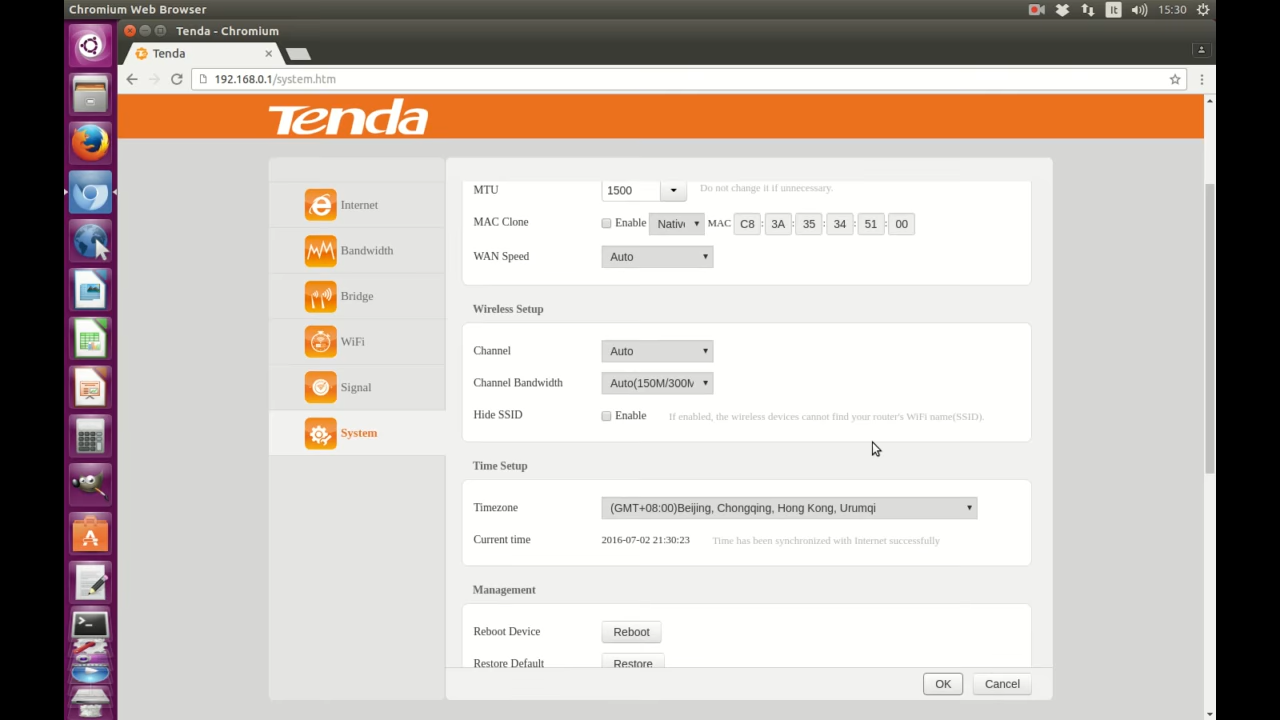 Chromium Web Browser
It
15:30
Tenda - Chromium
Tenda
192.168.0.1/system.htm
Tenda
Internet
Bandwidth
Bridge
WiFi
Signal
System
MTU 1500 Do not change it if unnecessary.
MAC Clone Enable Nativ MAC C8 : 3A : 35 : 34 : 51 : 00
WAN Speed Auto
Wireless Setup
Channel Auto
Channel Bandwidth Auto(150M/300M
Hide SSID Enable If enabled, the wireless devices cannot find your router's WiFi name(SSID).
Time Setup
Timezone (GMT+08:00)Beijing, Chongqing, Hong Kong, Urumqi
Current time 2016-07-02 21:30:23 Time has been synchronized with Internet successfully
Management
Reboot Device Reboot
Restore Default Restore
OK Cancel